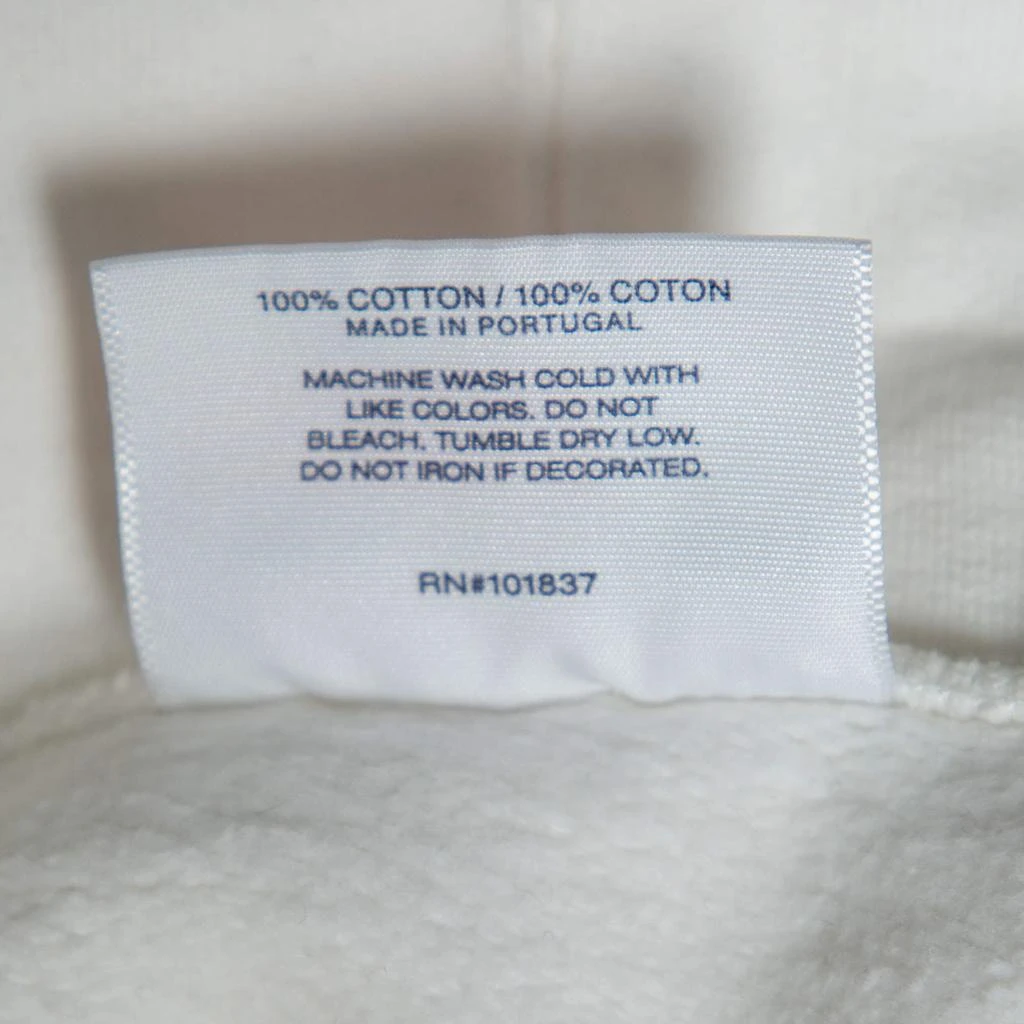 100% COTTON / 100% COTON
MADE IN PORTUGAL
MACHINE WASH COLD WITH
LIKE COLORS. DO NOT
BLEACH. TUMBLE DRY LOW.
DO NOT IRON IF DECORATED.
RN#101837